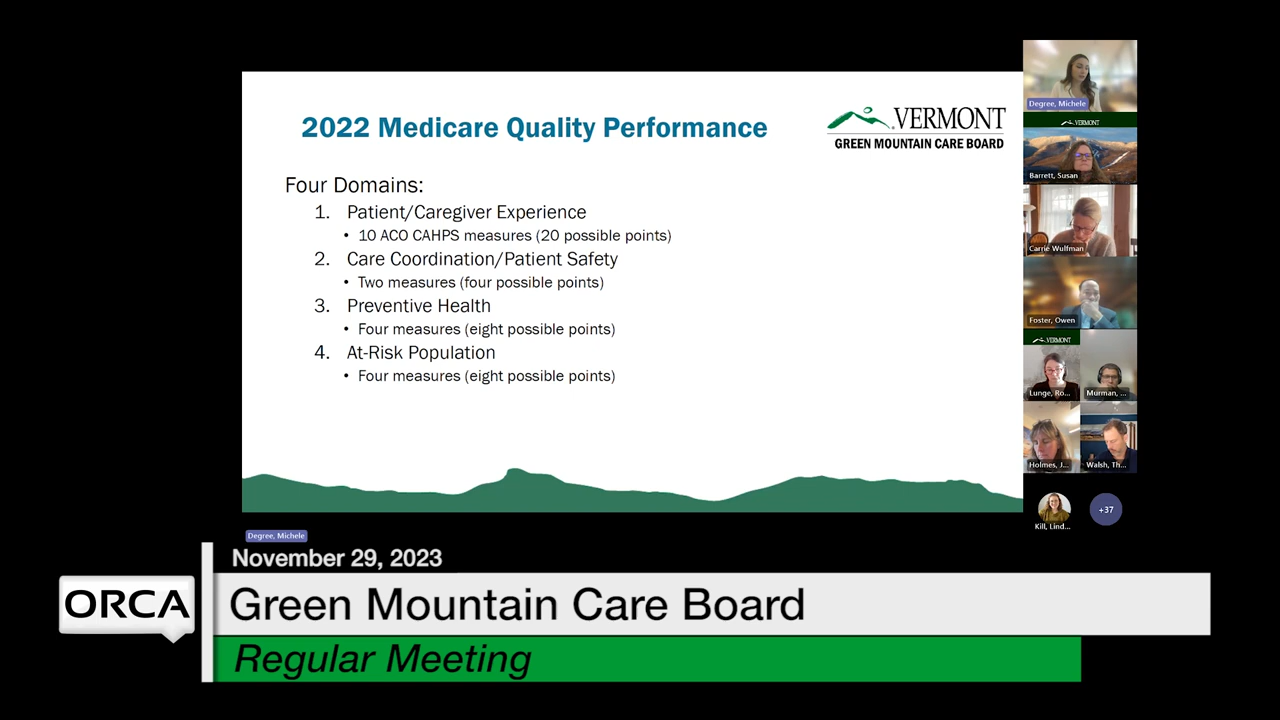 2022 Medicare Quality Performance
VERMONT
GREEN MOUNTAIN CARE BOARD
Four Domains:
1. Patient/Caregiver Experience
• 10 ACO CAHPS measures (20 possible points)
2. Care Coordination/Patient Safety
• Two measures (four possible points)
3. Preventive Health
• Four measures (eight possible points)
4. At-Risk Population
• Four measures (eight possible points)
Degree, Michele
VERMONT
Barrett, Susan
Carrie Wulfman
Foster, Owen
VERMONT
Lunge, Ro...
Murman, ...
Holmes, J...
Walsh, Th...
Kill, Lind...
+37
Degree, Michele
November 29, 2023
ORCA
Green Mountain Care Board
Regular Meeting